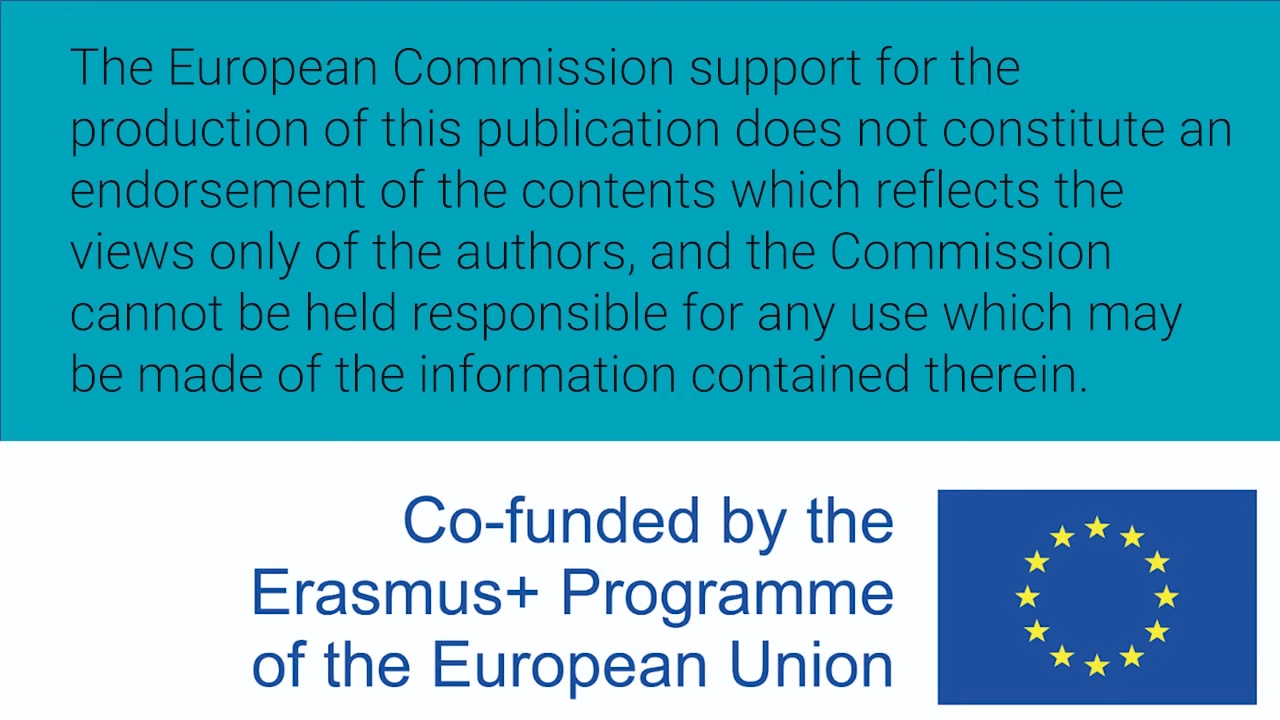 The European Commission support for the
production of this publication does not constitute an
endorsement of the contents which reflects the
views only of the authors, and the Commission
cannot be held responsible for any use which may
be made of the information contained therein.
Co-funded by the
Erasmus+ Programme
of the European Union